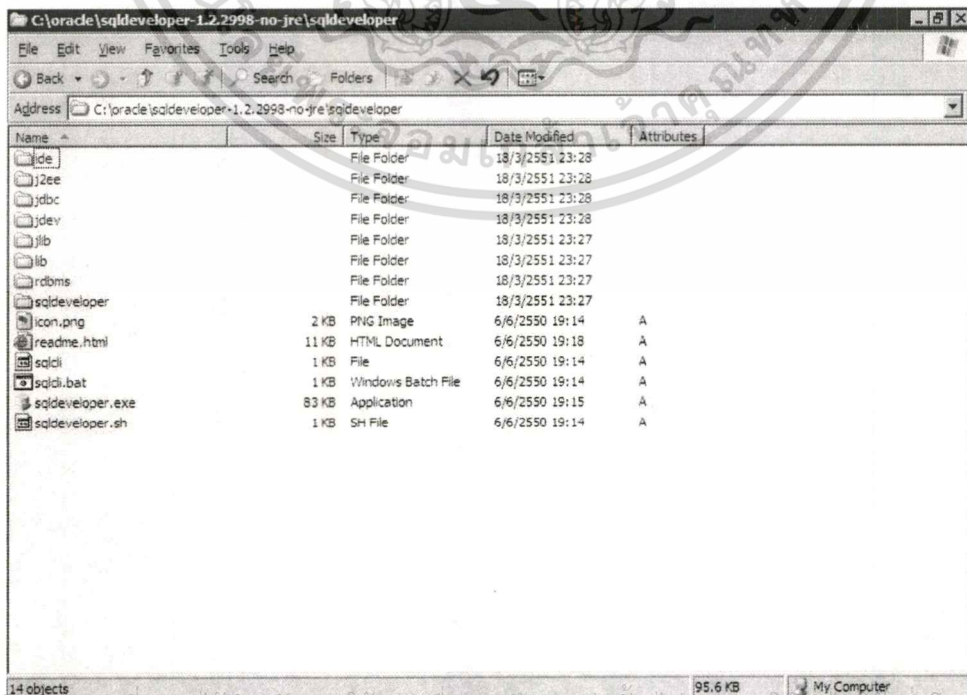 C:\oracle\sqldeveloper-1.2.2998-no-jre\sqldeveloper
File Edit View Favorites Tools Help
Back Search Folders
Address C:\oracle\sqldeveloper-1.2.2998-no-jre\sqldeveloper
Name Size Type Date Modified Attributes
ide File Folder 18/3/2551 23:28
j2ee File Folder 18/3/2551 23:28
jdbc File Folder 18/3/2551 23:28
jdev File Folder 18/3/2551 23:28
jlib File Folder 18/3/2551 23:27
lib File Folder 18/3/2551 23:27
rdbms File Folder 18/3/2551 23:27
sqldeveloper File Folder 18/3/2551 23:27
icon.png 2 KB PNG Image 6/6/2550 19:14 A
readme.html 11 KB HTML Document 6/6/2550 19:18 A
sqlcli 1 KB File 6/6/2550 19:14 A
sqlcli.bat 1 KB Windows Batch File 6/6/2550 19:14 A
sqldeveloper.exe 83 KB Application 6/6/2550 19:15 A
sqldeveloper.sh 1 KB SH File 6/6/2550 19:14 A
14 objects 95.6 KB My Computer